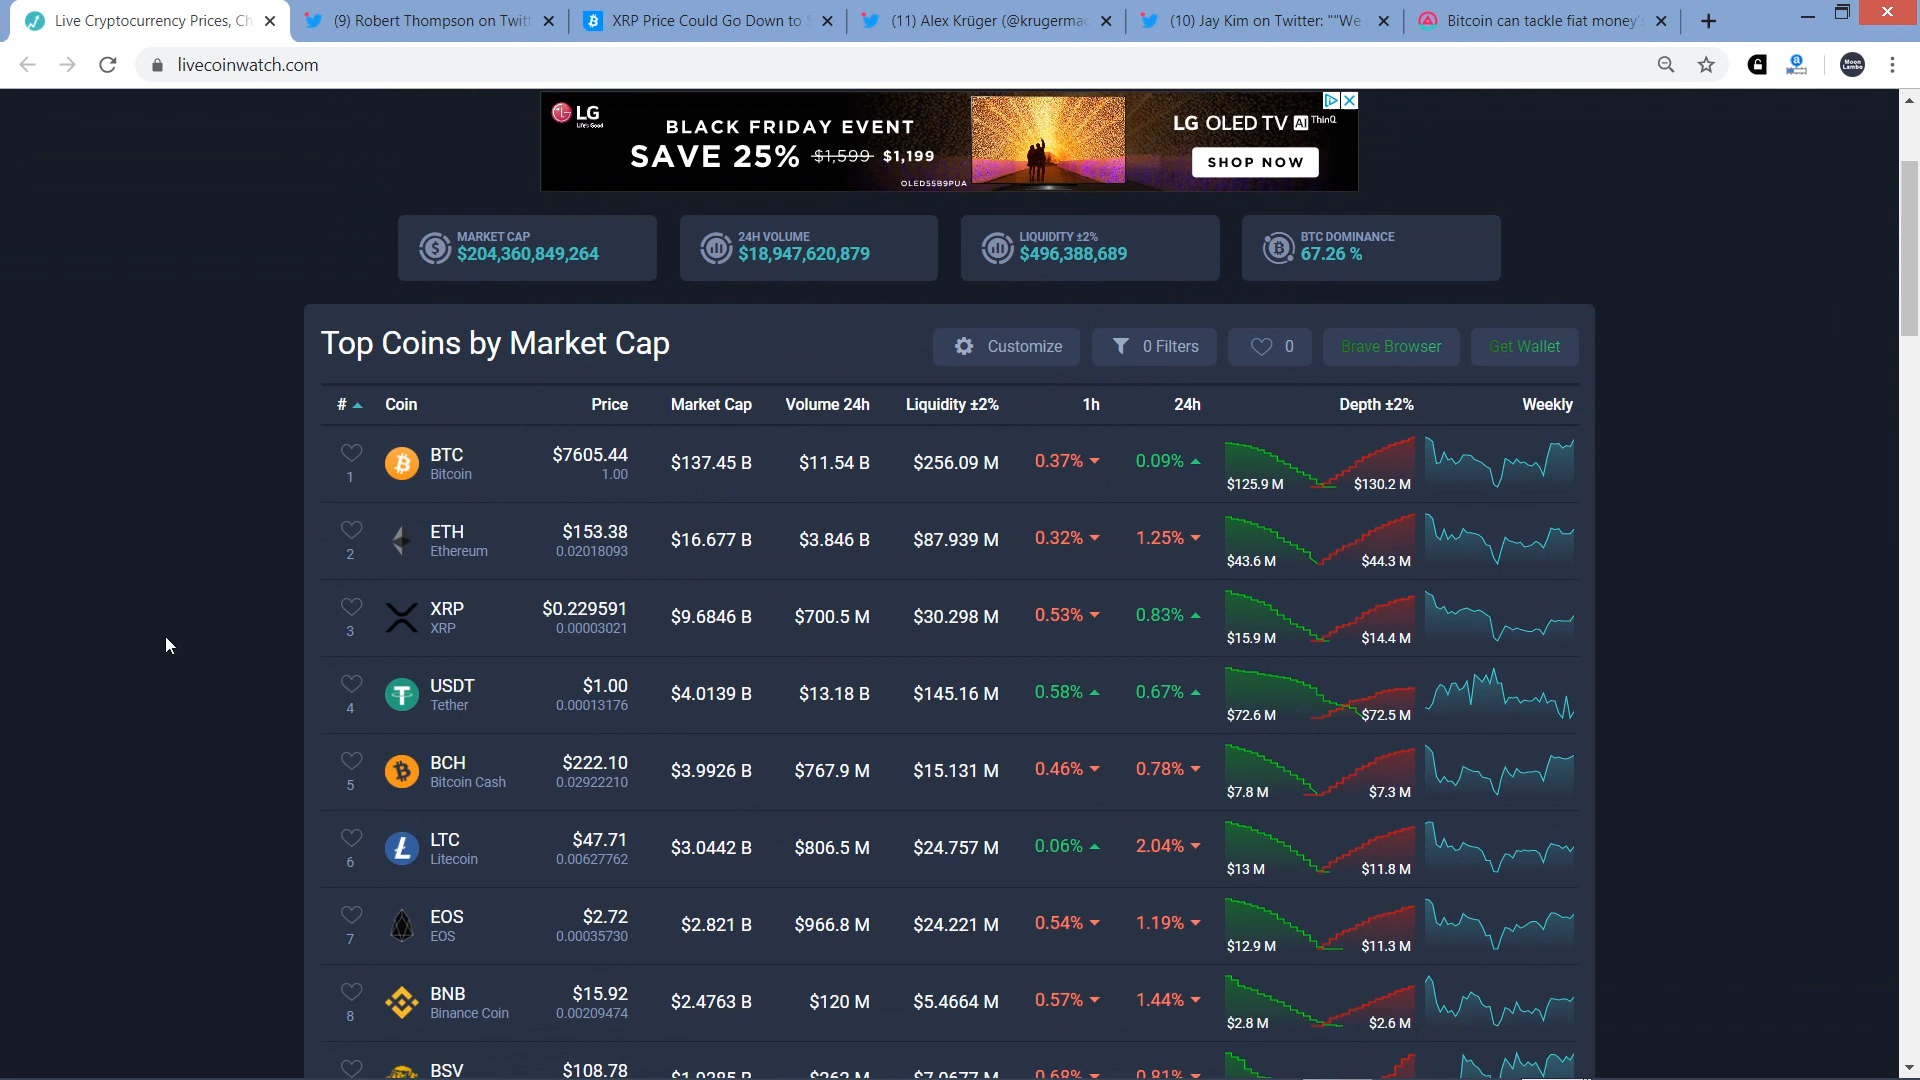 Live Cryptocurrency Prices, Ch
(9) Robert Thompson on Twitt
XRP Price Could Go Down to
(11) Alex Krüger (@krugermac
(10) Jay Kim on Twitter: ""We
Bitcoin can tackle fiat money's
livecoinwatch.com
Moon Lambo
LG
Life's Good
BLACK FRIDAY EVENT
SAVE 25% $1,599 $1,199
OLED55B9PUA
LG OLED TV AI ThinQ
SHOP NOW
MARKET CAP
$204,360,849,264
24H VOLUME
$18,947,620,879
LIQUIDITY ±2%
$496,388,689
BTC DOMINANCE
67.26 %
Top Coins by Market Cap
Customize
0 Filters
0
Brave Browser
Get Wallet
# Coin Price Market Cap Volume 24h Liquidity ±2% 1h 24h Depth ±2% Weekly
1 BTC Bitcoin $7605.44 1.00 $137.45 B $11.54 B $256.09 M 0.37% 0.09% $125.9 M $130.2 M
2 ETH Ethereum $153.38 0.02018093 $16.677 B $3.846 B $87.939 M 0.32% 1.25% $43.6 M $44.3 M
3 XRP XRP $0.229591 0.00003021 $9.6846 B $700.5 M $30.298 M 0.53% 0.83% $15.9 M $14.4 M
4 USDT Tether $1.00 0.00013176 $4.0139 B $13.18 B $145.16 M 0.58% 0.67% $72.6 M $72.5 M
5 BCH Bitcoin Cash $222.10 0.02922210 $3.9926 B $767.9 M $15.131 M 0.46% 0.78% $7.8 M $7.3 M
6 LTC Litecoin $47.71 0.00627762 $3.0442 B $806.5 M $24.757 M 0.06% 2.04% $13 M $11.8 M
7 EOS EOS $2.72 0.00035730 $2.821 B $966.8 M $24.221 M 0.54% 1.19% $12.9 M $11.3 M
8 BNB Binance Coin $15.92 0.00209474 $2.4763 B $120 M $5.4664 M 0.57% 1.44% $2.8 M $2.6 M
BSV $108.78